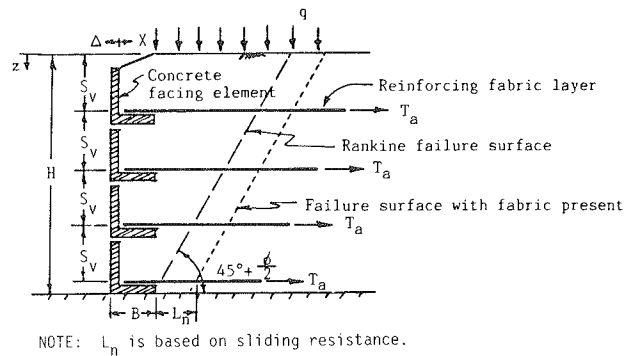 q
Δ X
z
Concrete
facing element
Reinforcing fabric layer
S_v
T_a
Rankine failure surface
S_v
T_a
H
Failure surface with fabric present
S_v
T_a
45°+ φ/2
S_v
T_a
B L_n
NOTE: L_n is based on sliding resistance.